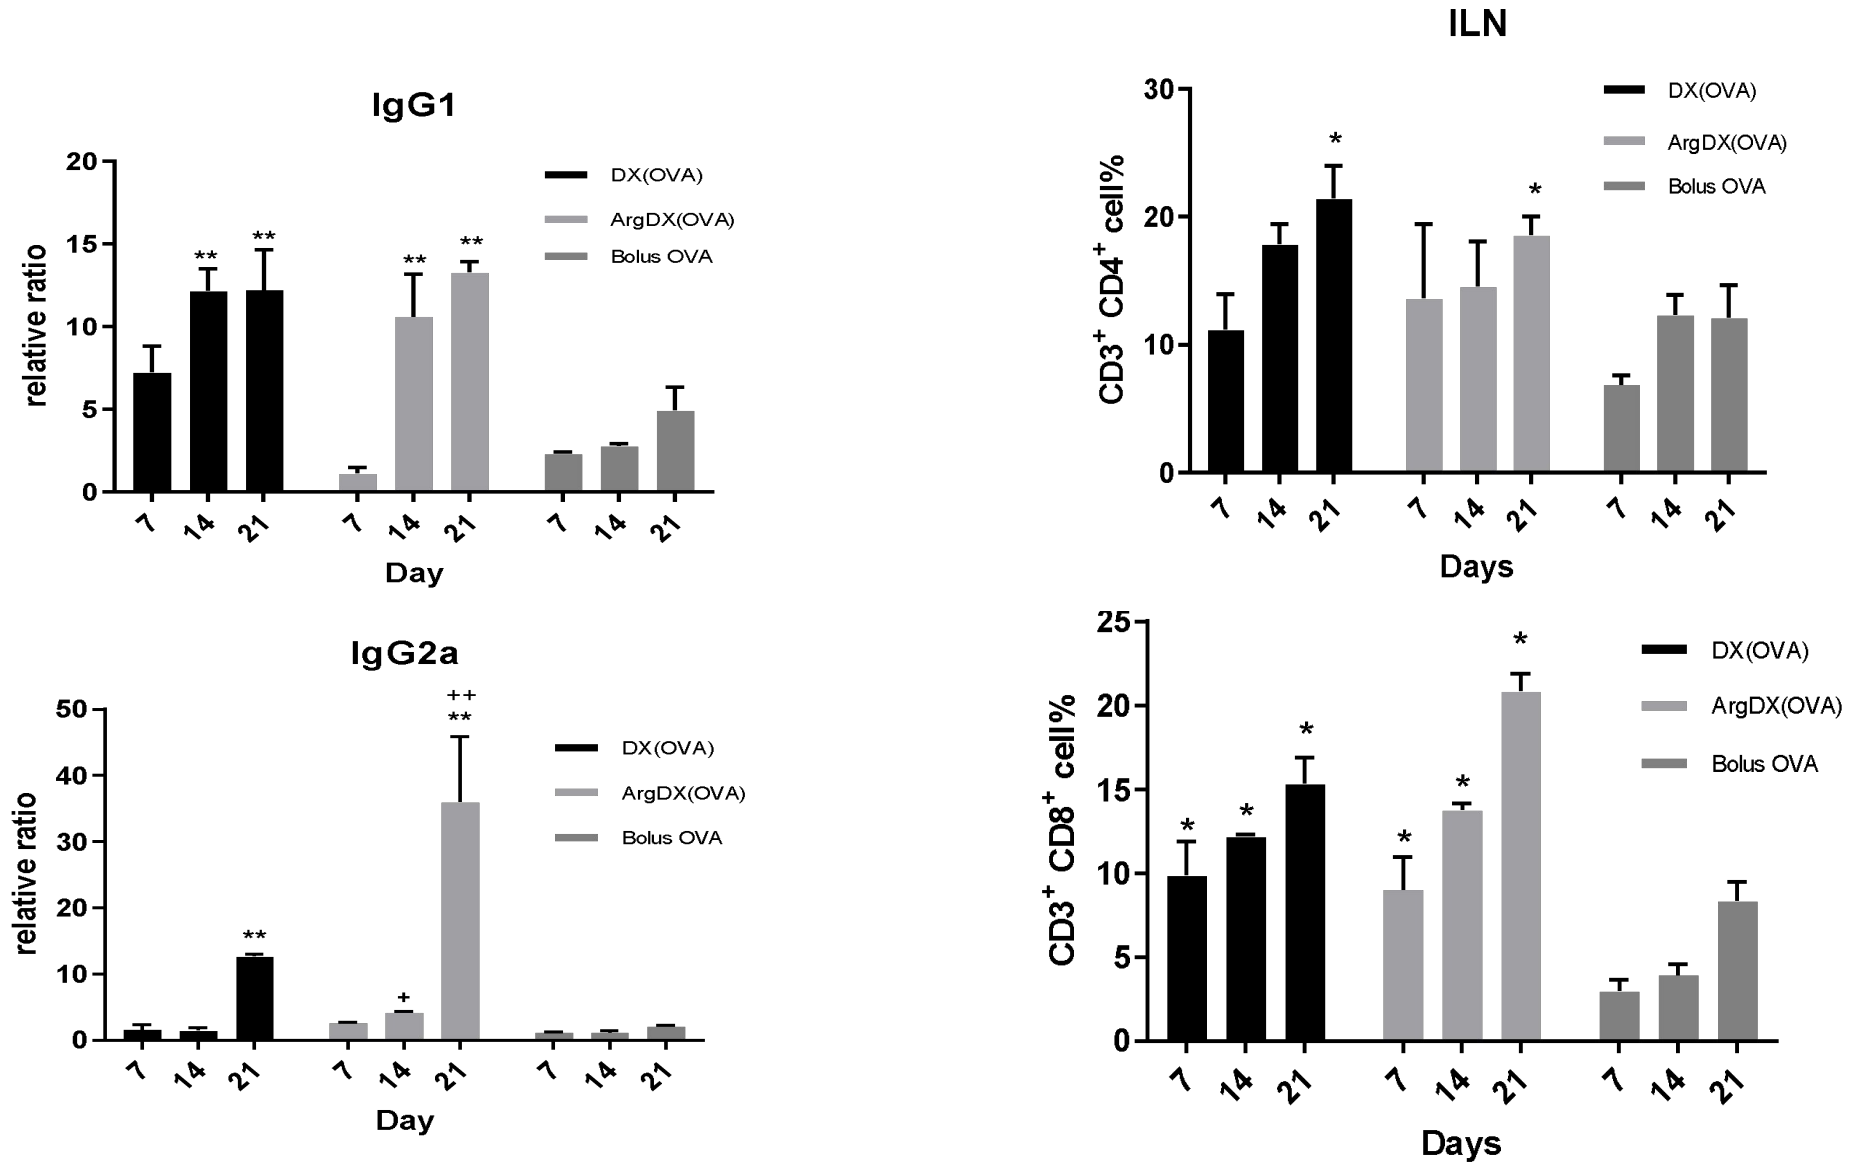 IgG1
20
15
10
5
0
relative ratio
** ** ** **
DX(OVA)
ArgDX(OVA)
Bolus OVA
7 14 21 7 14 21 7 14 21
Day
IgG2a
50
40
30
20
10
0
relative ratio
** + ++
**
DX(OVA)
ArgDX(OVA)
Bolus OVA
7 14 21 7 14 21 7 14 21
Day
ILN
30
20
10
0
CD3+ CD4+ cell%
* *
DX(OVA)
ArgDX(OVA)
Bolus OVA
7 14 21 7 14 21 7 14 21
Days
25
20
15
10
5
0
CD3+ CD8+ cell%
* * * * * *
DX(OVA)
ArgDX(OVA)
Bolus OVA
7 14 21 7 14 21 7 14 21
Days